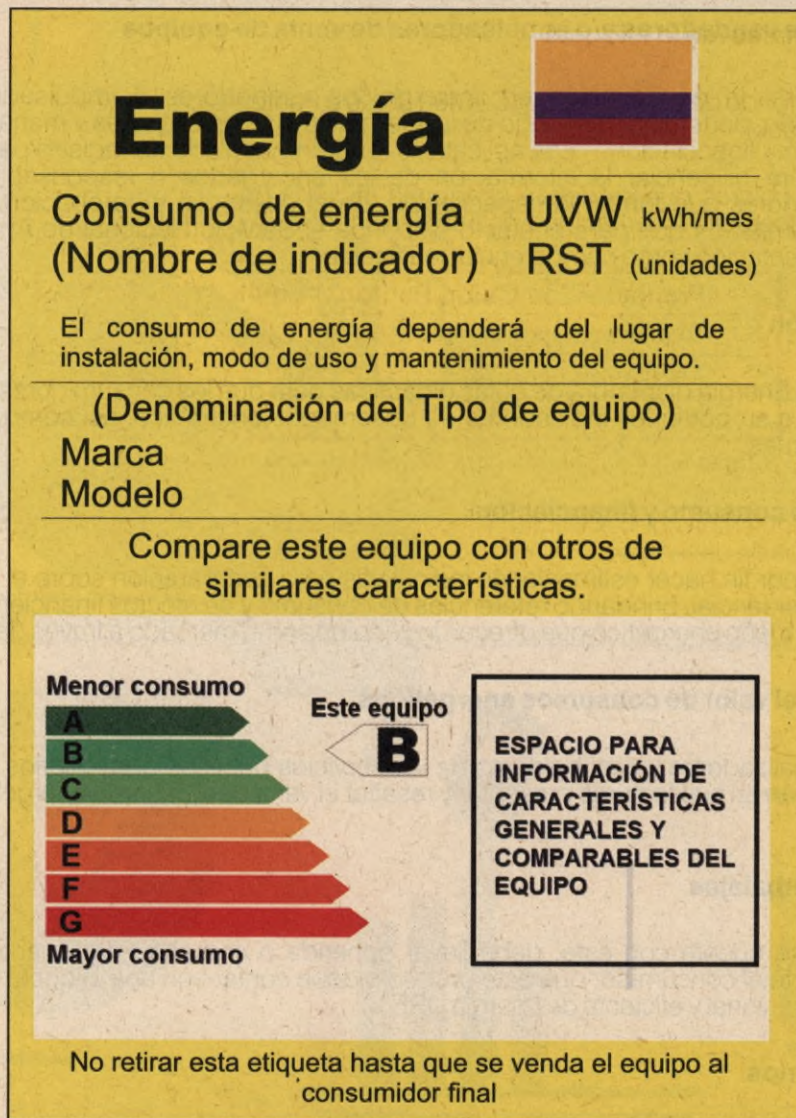 Energía
Consumo de energía UVW kWh/mes
(Nombre de indicador) RST (unidades)
El consumo de energía dependerá del lugar de
instalación, modo de uso y mantenimiento del equipo.
(Denominación del Tipo de equipo)
Marca
Modelo
Compare este equipo con otros de
similares características.
Menor consumo
A
B
C
D
E
F
G
Mayor consumo
Este equipo
B
ESPACIO PARA
INFORMACIÓN DE
CARACTERÍSTICAS
GENERALES Y
COMPARABLES DEL
EQUIPO
No retirar esta etiqueta hasta que se venda el equipo al
consumidor final